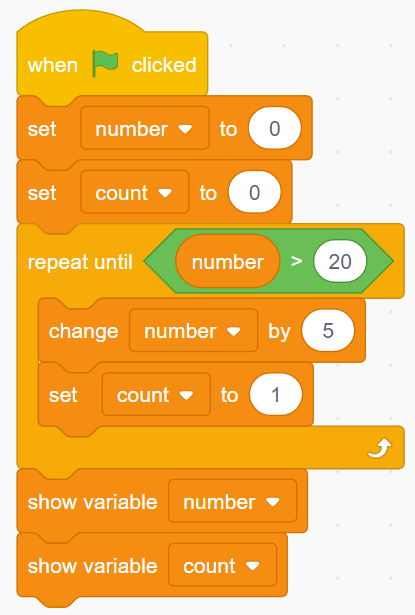 when clicked
set number to 0
set count to 0
repeat until number > 20
change number by 5
set count to 1
show variable number
show variable count